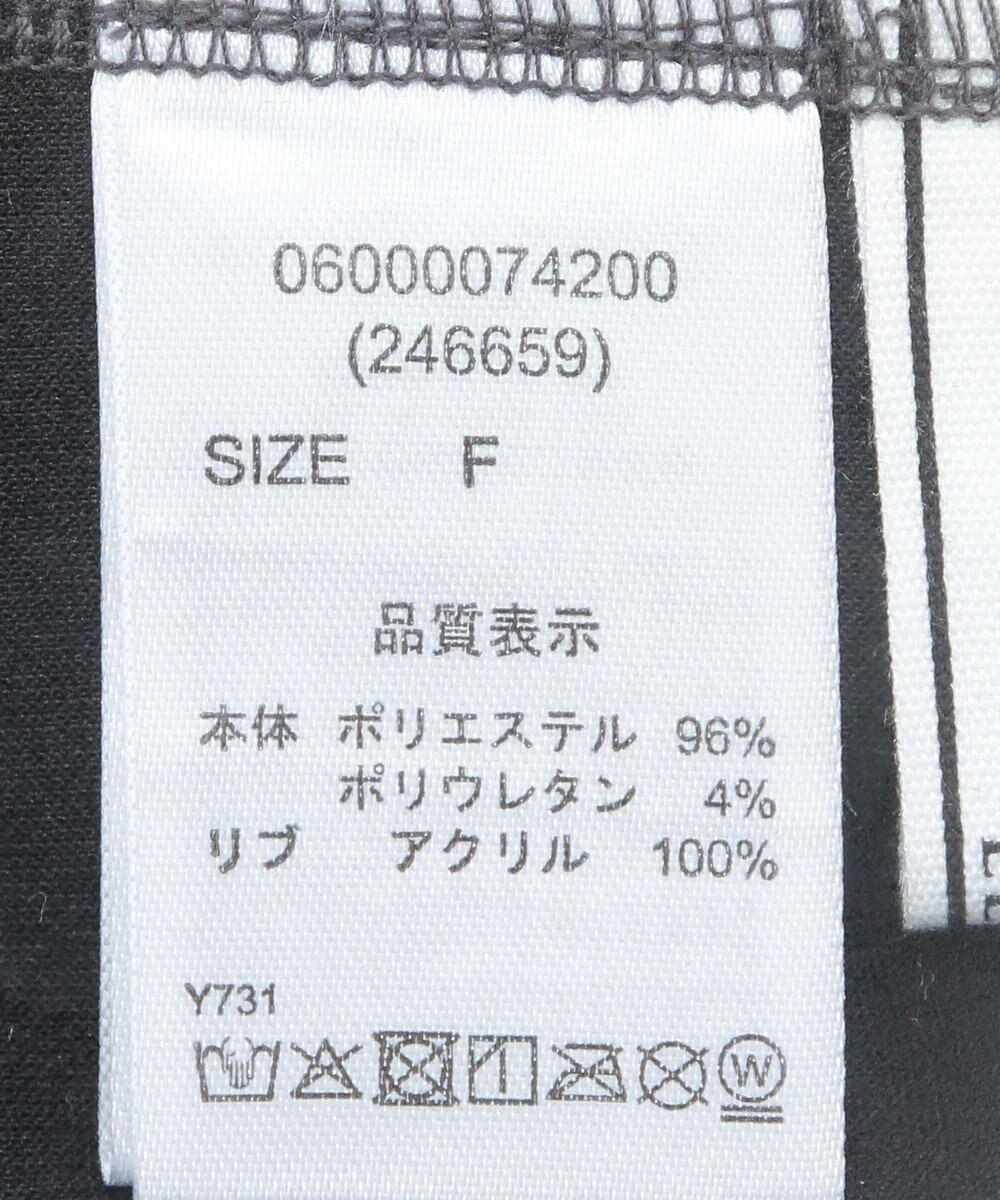 06000074200
(246659)
SIZE F
品質表示
本体 ポリエステル 96%
ポリウレタン 4%
リブ アクリル 100%
Y731
W